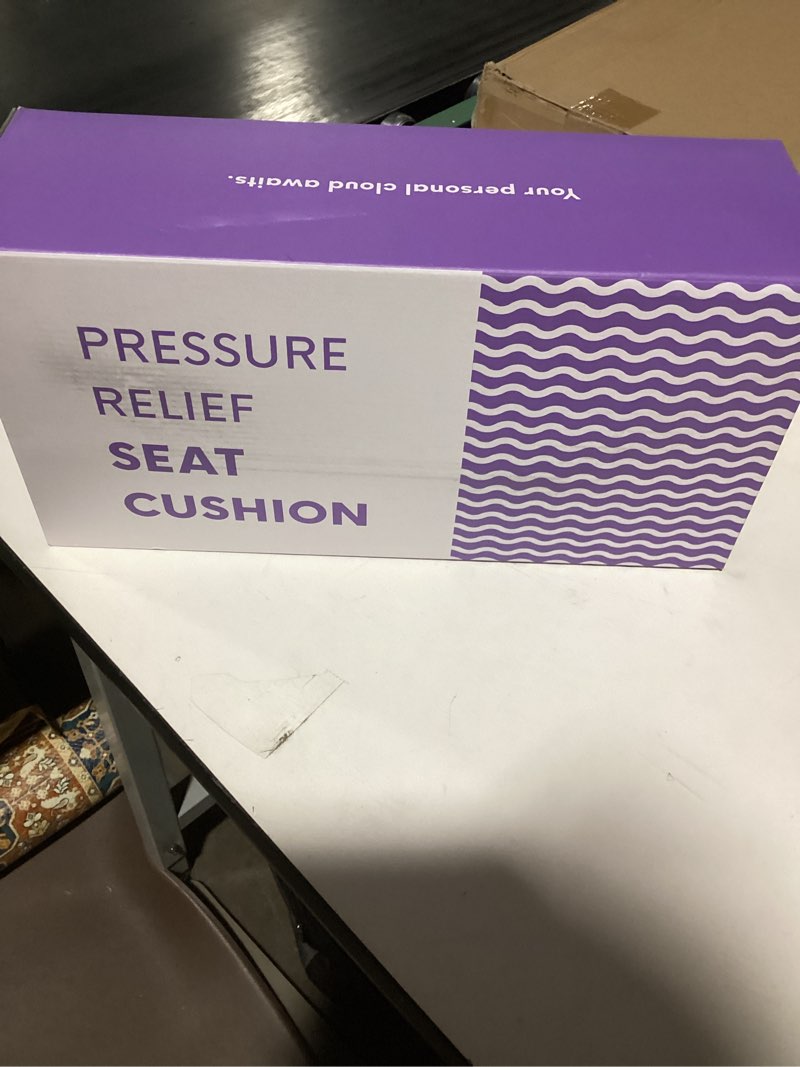 Your personal cloud awaits.
PRESSURE
RELIEF
SEAT
CUSHION